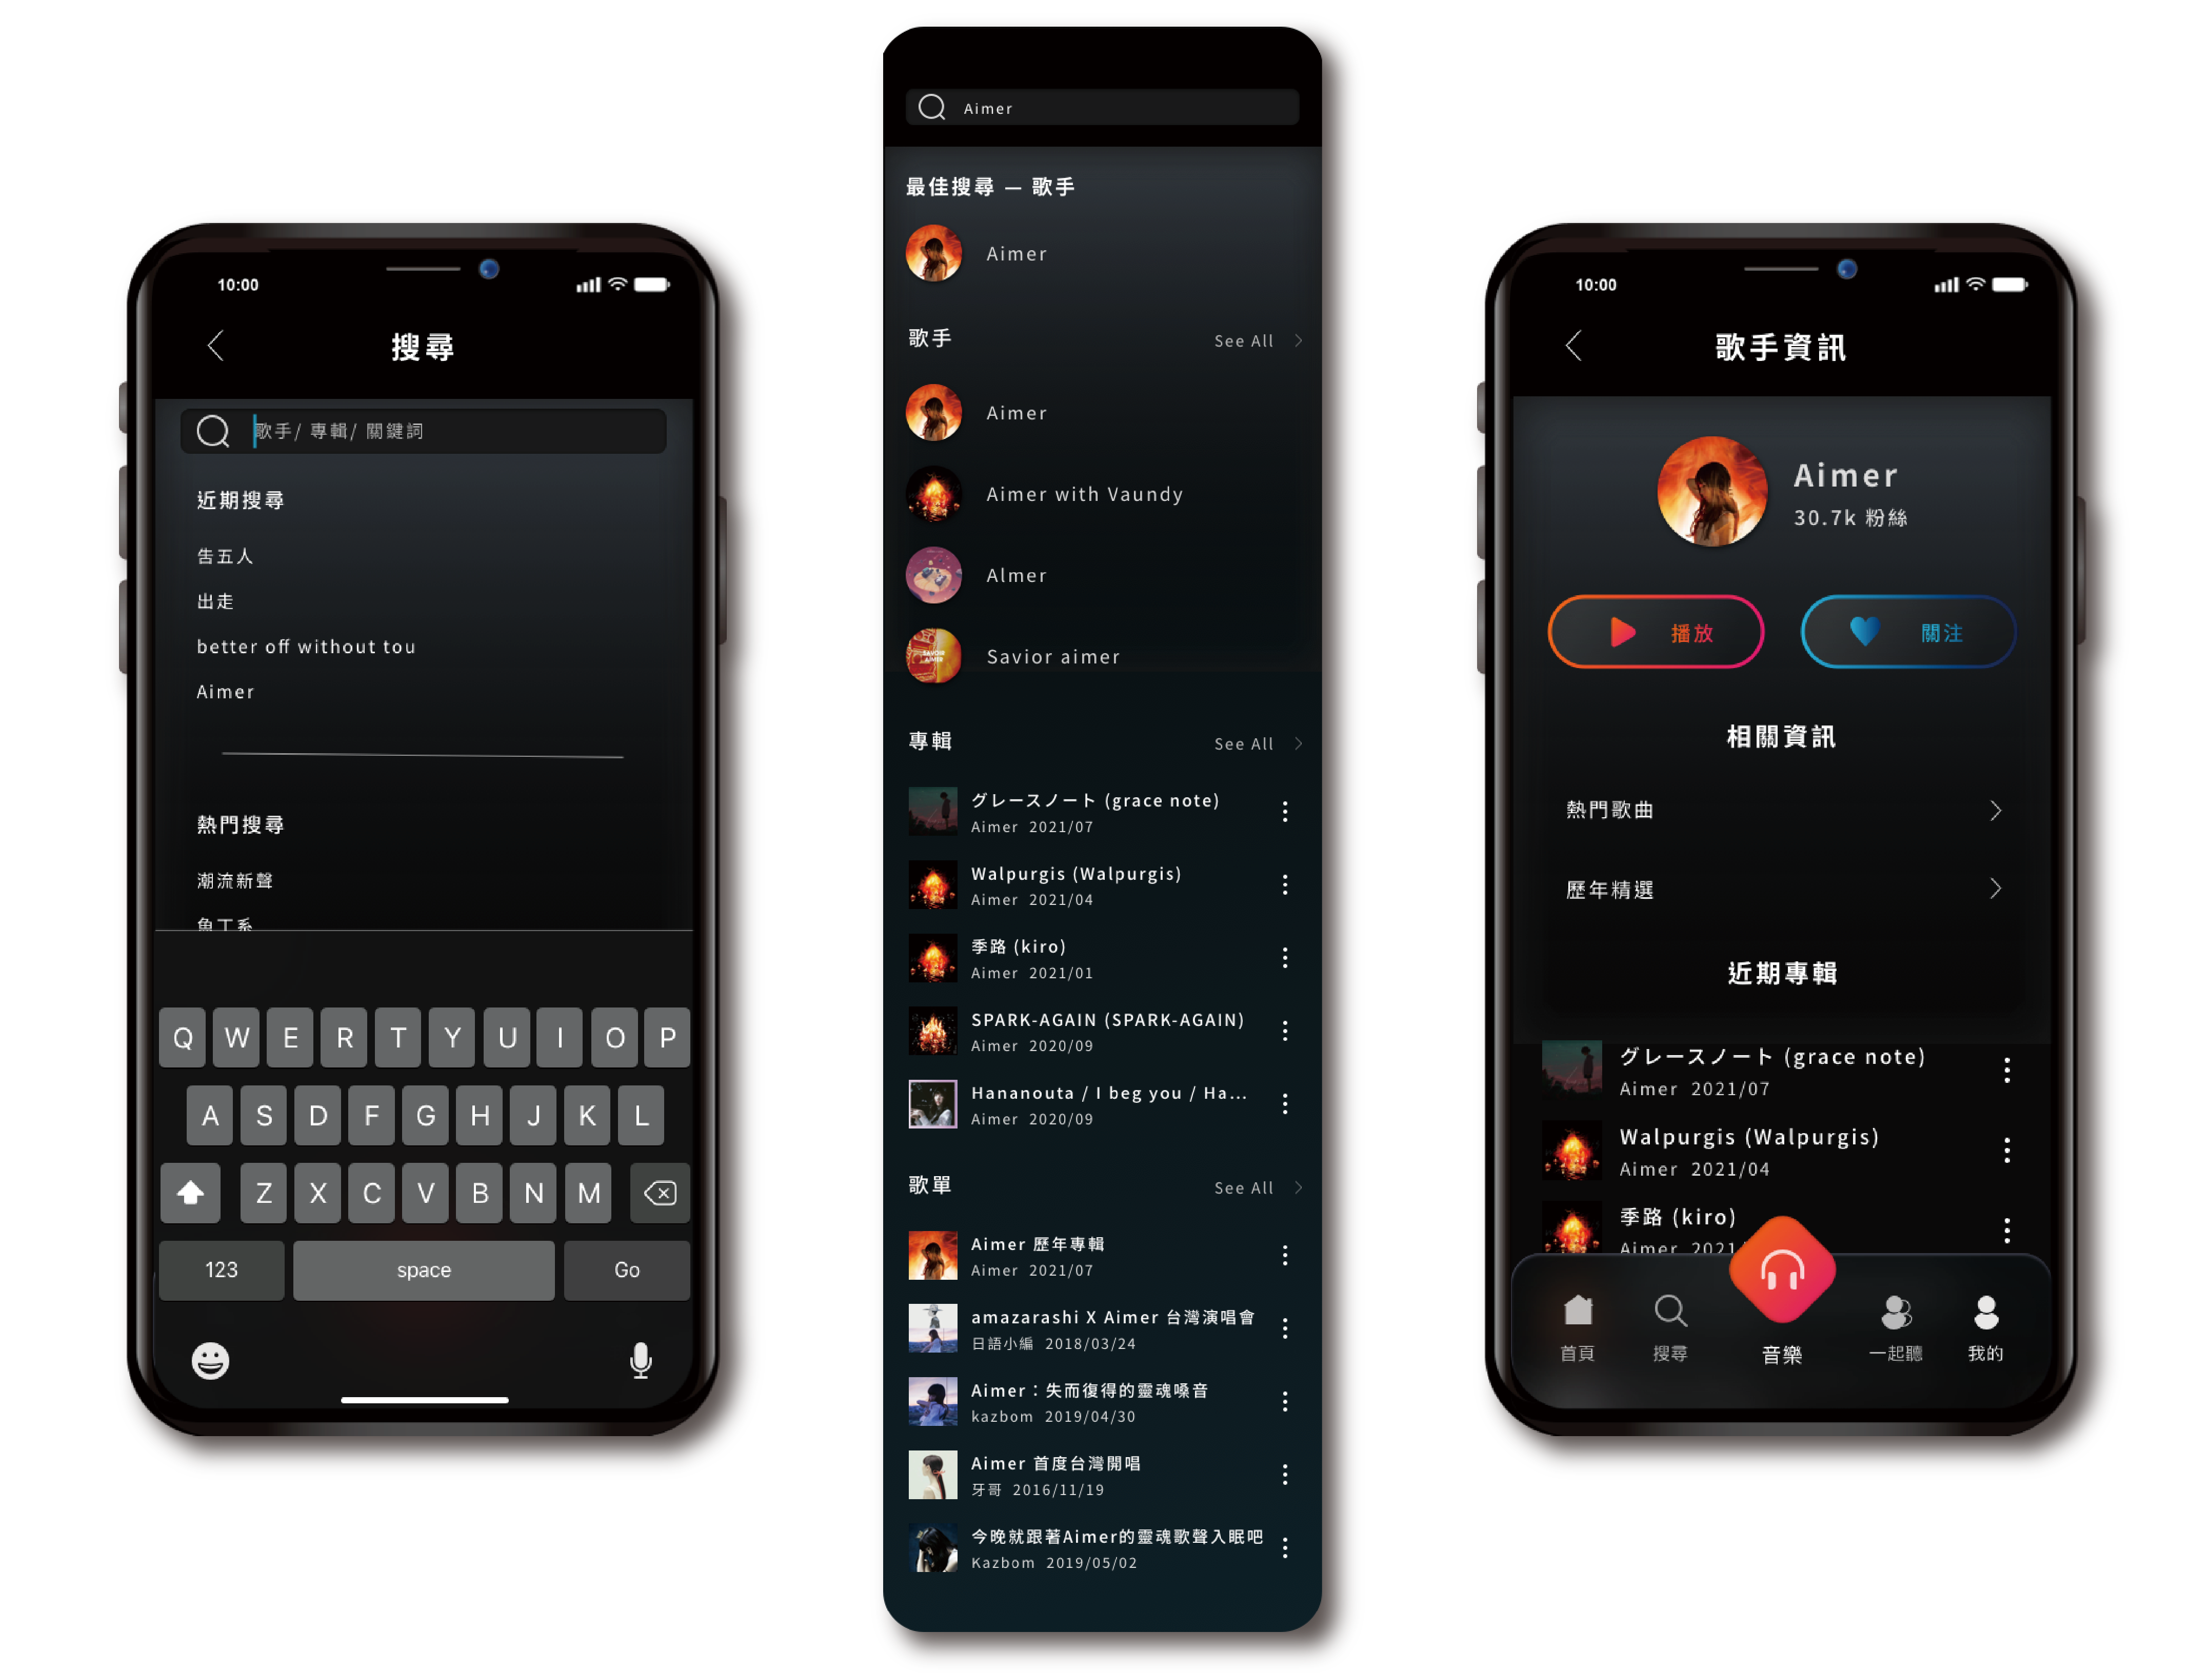 10:00
搜尋
歌手/ 專輯/ 關鍵詞
近期搜尋
告五人
出走
better off without tou
Aimer
熱門搜尋
潮流新聲
魚丁系
Q W E R T Y U I O P
A S D F G H J K L
Z X C V B N M
123 space Go
Aimer
最佳搜尋 — 歌手
Aimer
歌手 See All
Aimer
Aimer with Vaundy
Almer
SAVOIR AIMER
Savior aimer
專輯 See All
グレースノート (grace note)
Aimer 2021/07
Walpurgis (Walpurgis)
Aimer 2021/04
季路 (kiro)
Aimer 2021/01
SPARK-AGAIN (SPARK-AGAIN)
Aimer 2020/09
Hananouta / I beg you / Ha...
Aimer 2020/09
歌單 See All
Aimer 歷年專輯
Aimer 2021/07
amazarashi X Aimer 台灣演唱會
日語小編 2018/03/24
Aimer：失而復得的靈魂嗓音
kazbom 2019/04/30
Aimer 首度台灣開唱
牙哥 2016/11/19
今晚就跟著Aimer的靈魂歌聲入眠吧
Kazbom 2019/05/02
10:00
歌手資訊
Aimer
30.7k 粉絲
播放 關注
相關資訊
熱門歌曲
歷年精選
近期專輯
グレースノート (grace note)
Aimer 2021/07
Walpurgis (Walpurgis)
Aimer 2021/04
季路 (kiro)
Aimer 2021
首頁 搜尋 音樂 一起聽 我的